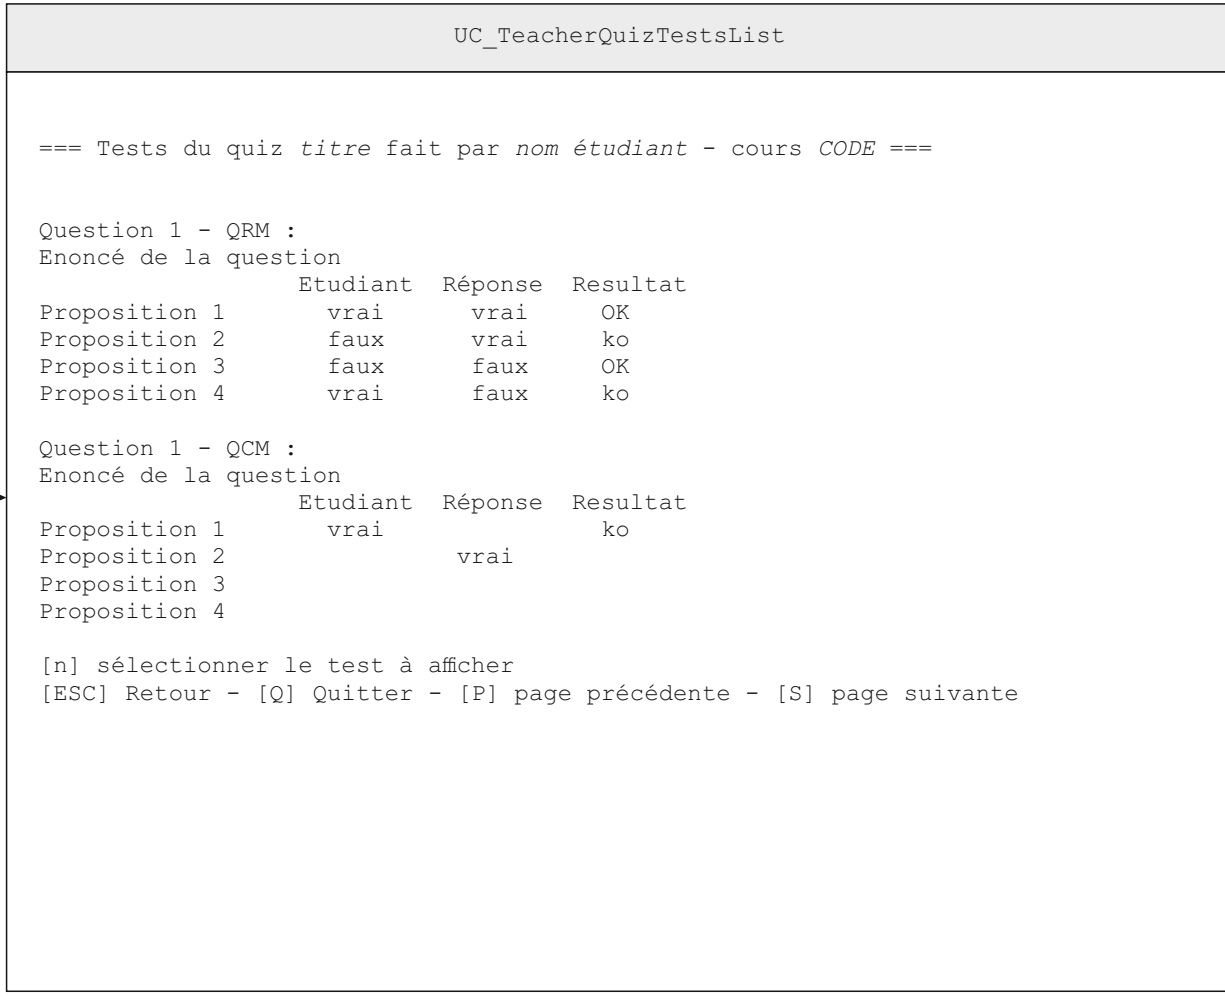 UC_TeacherQuizTestsList
=== Tests du quiz titre fait par nom étudiant - cours CODE ===
Question 1 - QRM :
Enoncé de la question
Etudiant Réponse Resultat
Proposition 1 vrai vrai OK
Proposition 2 faux vrai ko
Proposition 3 faux faux OK
Proposition 4 vrai faux ko
Question 1 - QCM :
Enoncé de la question
Etudiant Réponse Resultat
Proposition 1 vrai ko
Proposition 2 vrai
Proposition 3
Proposition 4
[n] sélectionner le test à afficher
[ESC] Retour - [Q] Quitter - [P] page précédente - [S] page suivante